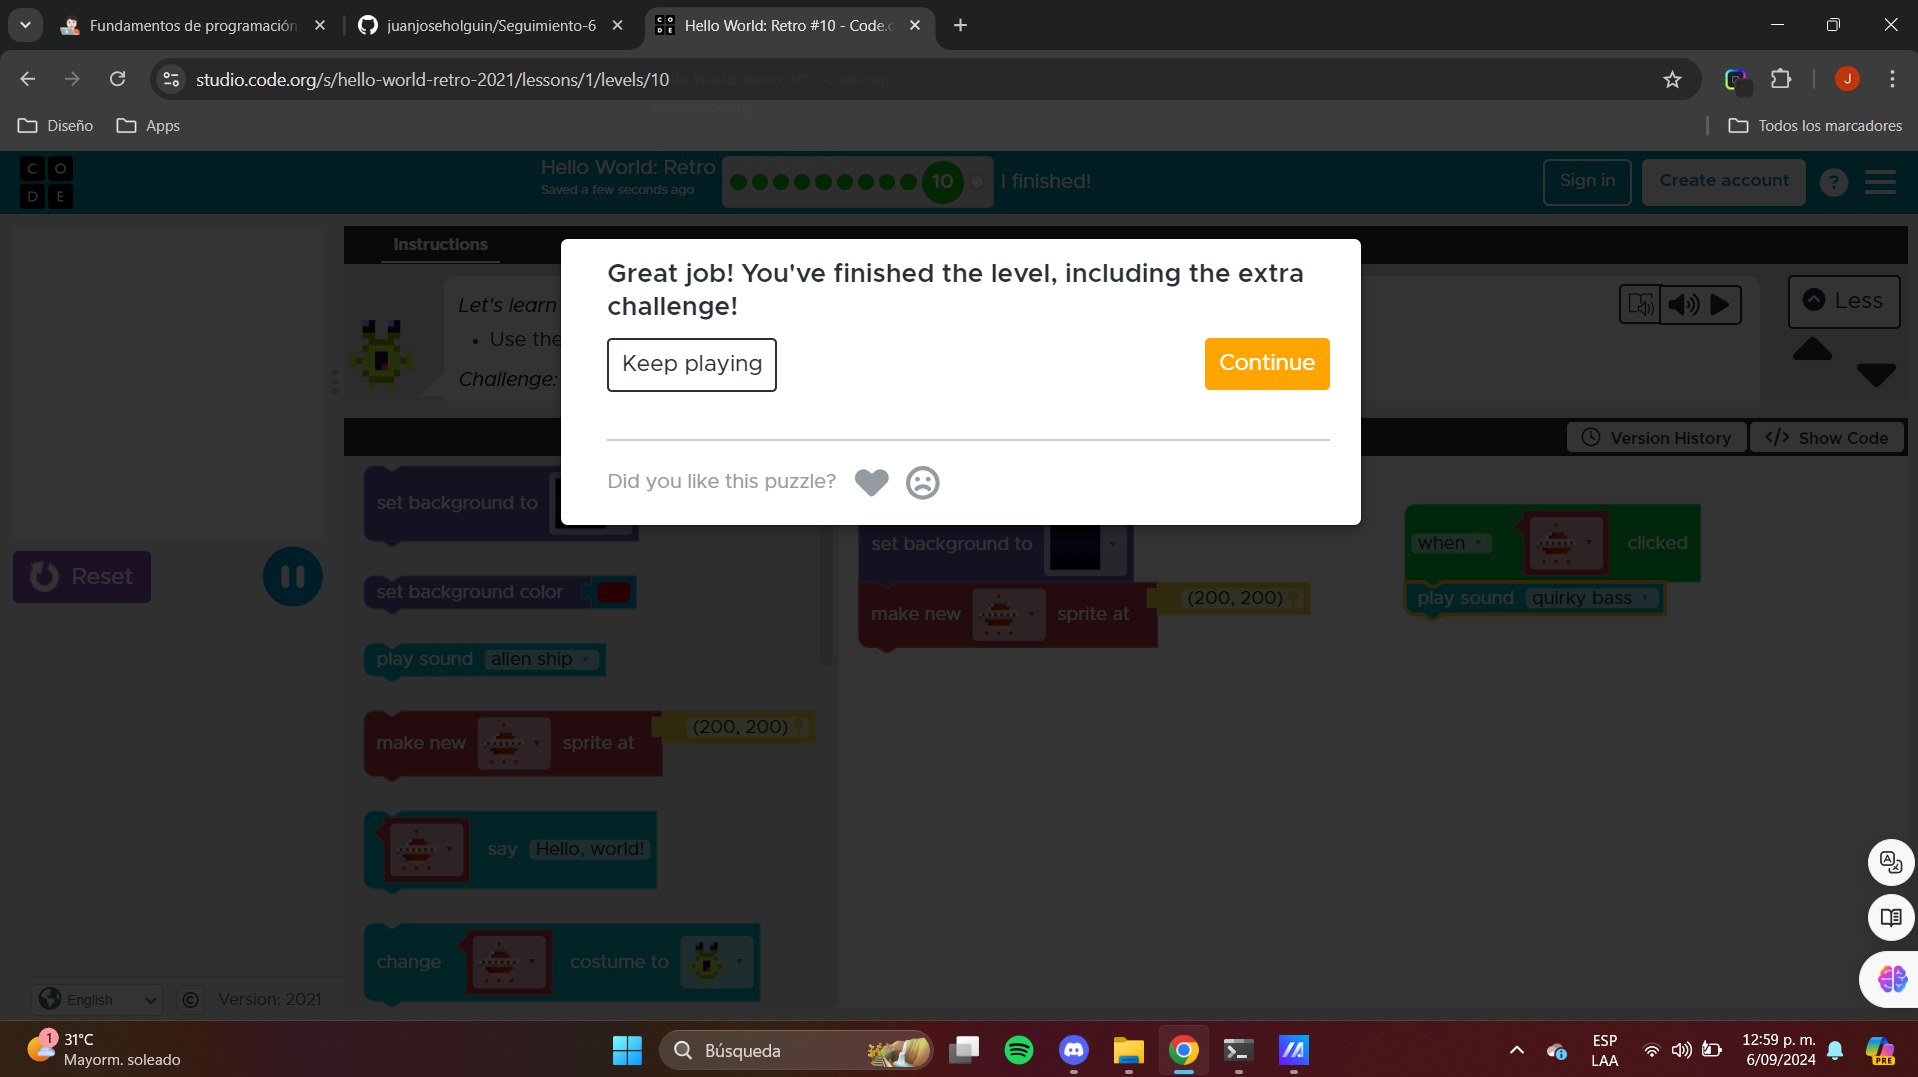 Fundamentos de programación
juanjoseholguin/Seguimiento-6
Hello World: Retro #10 - Code.c
studio.code.org/s/hello-world-retro-2021/lessons/1/levels/10
J
Diseño
Apps
Todos los marcadores
C O
D E
Hello World: Retro
Saved a few seconds ago
10
I finished!
Sign in
Create account
?
Instructions
Let's learn
• Use the
Challenge:
Less
Great job! You've finished the level, including the extra
challenge!
Keep playing
Continue
Did you like this puzzle?
Version History
Show Code
Reset
set background to
set background color
play sound alien ship
make new sprite at (200, 200)
say Hello, world!
change costume to
set background to
make new sprite at (200, 200)
when clicked
play sound quirky bass
English
Version: 2021
1
31°C
Mayorm. soleado
Búsqueda
ESP
LAA
12:59 p. m.
6/09/2024
PRE